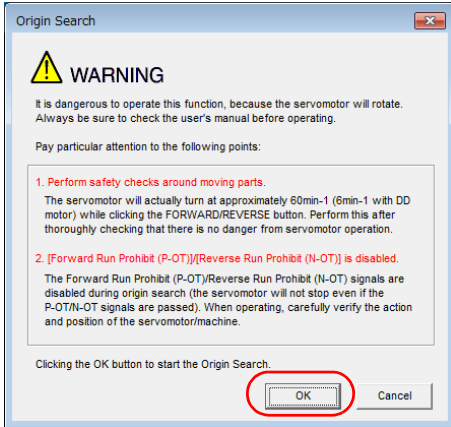 Origin Search
WARNING
It is dangerous to operate this function, because the servomotor will rotate.
Always be sure to check the user's manual before operating.
Pay particular attention to the following points:
1. Perform safety checks around moving parts.
The servomotor will actually turn at approximately 60min-1 (6min-1 with DD
motor) while clicking the FORWARD/REVERSE button. Perform this after
thoroughly checking that there is no danger from servomotor operation.
2. [Forward Run Prohibit (P-OT)]/[Reverse Run Prohibit (N-OT)] is disabled.
The Forward Run Prohibit (P-OT)/Reverse Run Prohibit (N-OT) signals are
disabled during origin search (the servomotor will not stop even if the
P-OT/N-OT signals are passed). When operating, carefully verify the action
and position of the servomotor/machine.
Clicking the OK button to start the Origin Search.
OK Cancel